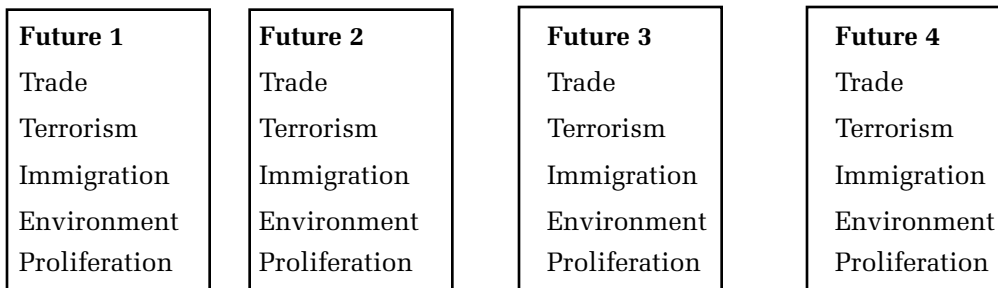 Future 1
Trade
Terrorism
Immigration
Environment
Proliferation
Future 2
Trade
Terrorism
Immigration
Environment
Proliferation
Future 3
Trade
Terrorism
Immigration
Environment
Proliferation
Future 4
Trade
Terrorism
Immigration
Environment
Proliferation